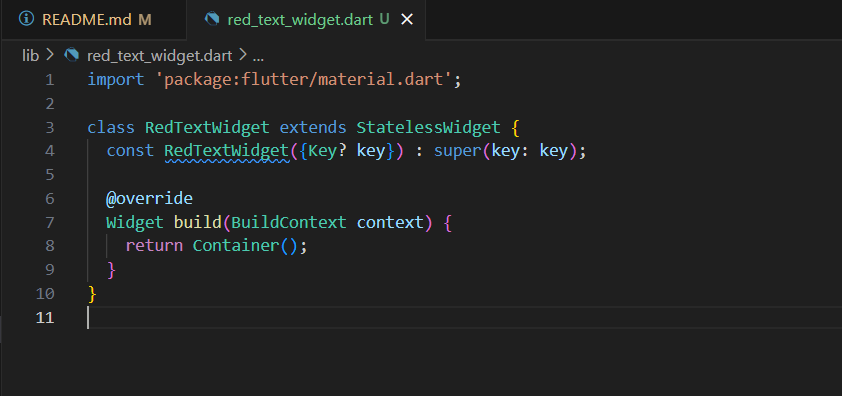 README.md M
red_text_widget.dart U
lib > red_text_widget.dart > ...
1 import 'package:flutter/material.dart';
2
3 class RedTextWidget extends StatelessWidget {
4   const RedTextWidget({Key? key}) : super(key: key);
5
6   @override
7   Widget build(BuildContext context) {
8     return Container();
9   }
10 }
11